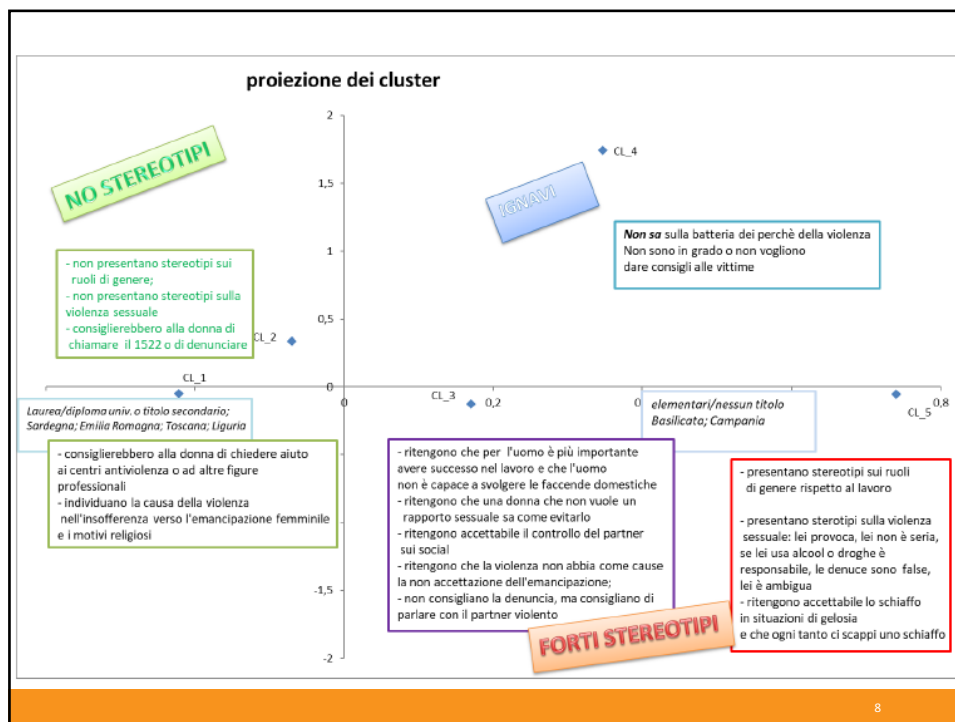 proiezione dei cluster
2
NO STEREOTIPI
CL_4
1,5
IGNAVI
Non sa sulla batteria dei perchè della violenza
Non sono in grado o non vogliono
dare consigli alle vittime
1
- non presentano stereotipi sui
ruoli di genere;
- non presentano stereotipi sulla
violenza sessuale
- consiglierebbero alla donna di
chiamare il 1522 o di denunciare
0,5
CL_2
CL_1
0
0
CL_3
0,2
0,8
CL_5
Laurea/diploma univ. o titolo secondario;
Sardegna; Emilia Romagna; Toscana; Liguria
elementari/nessun titolo
Basilicata; Campania
- consiglierebbero alla donna di chiedere aiuto
ai centri antiviolenza o ad altre figure
professionali
- individuano la causa della violenza
nell'insofferenza verso l'emancipazione femminile
e i motivi religiosi
- ritengono che per l'uomo è più importante
avere successo nel lavoro e che l'uomo
non è capace a svolgere le faccende domestiche
- ritengono che una donna che non vuole un
rapporto sessuale sa come evitarlo
- ritengono accettabile il controllo del partner
sui social
- ritengono che la violenza non abbia come cause
la non accettazione dell'emancipazione;
- non consigliano la denuncia, ma consigliano di
parlare con il partner violento
- presentano stereotipi sui ruoli
di genere rispetto al lavoro
- presentano sterotipi sulla violenza
sessuale: lei provoca, lei non è seria,
se lei usa alcool o droghe è
responsabile, le denuce sono false,
lei è ambigua
- ritengono accettabile lo schiaffo
in situazioni di gelosia
e che ogni tanto ci scappi uno schiaffo
-1,5
FORTI STEREOTIPI
-2
8